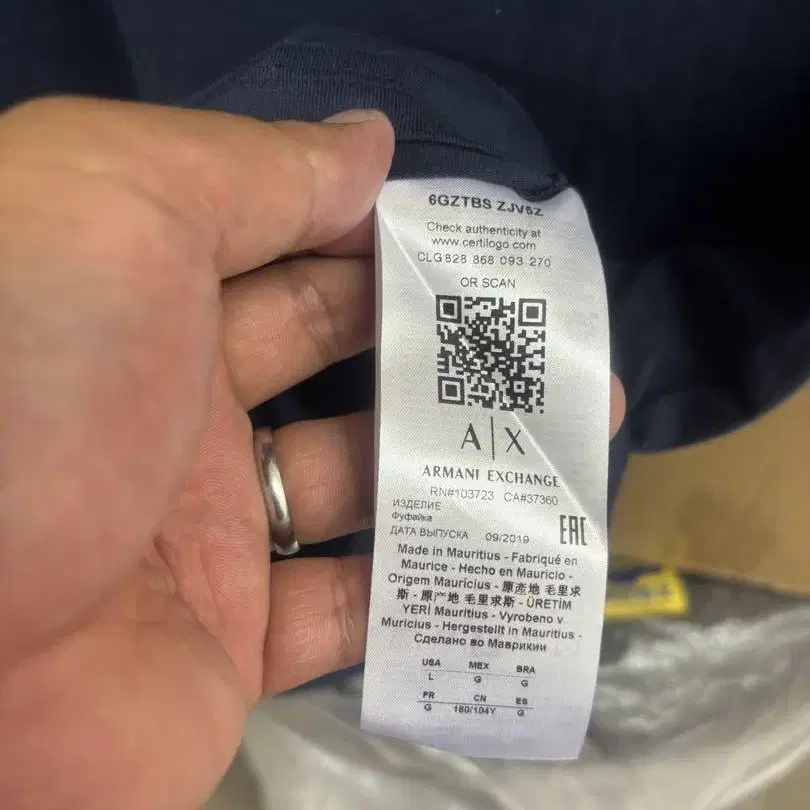 6GZTBS ZJV5Z
Check authenticity at
www.certilogo.com
CLG 828 868 093 270
OR SCAN
A|X
ARMANI EXCHANGE
RN#103723 CA#37360
ИЗДЕЛИЕ
Фуфайка
ДАТА ВЫПУСКА 09/2019
EAC
Made in Mauritius - Fabriqué en
Maurice - Hecho en Mauricio -
Origem Maurícius - 原產地 毛里求
斯 - 原产地 毛里求斯 - ÜRETİM
YERİ Mauritius - Vyrobeno v
Muricius - Hergestellt in Mauritius -
Сделано во Маврикии
USA MEX BRA
L G G
FR CN ES
G 180/104Y G